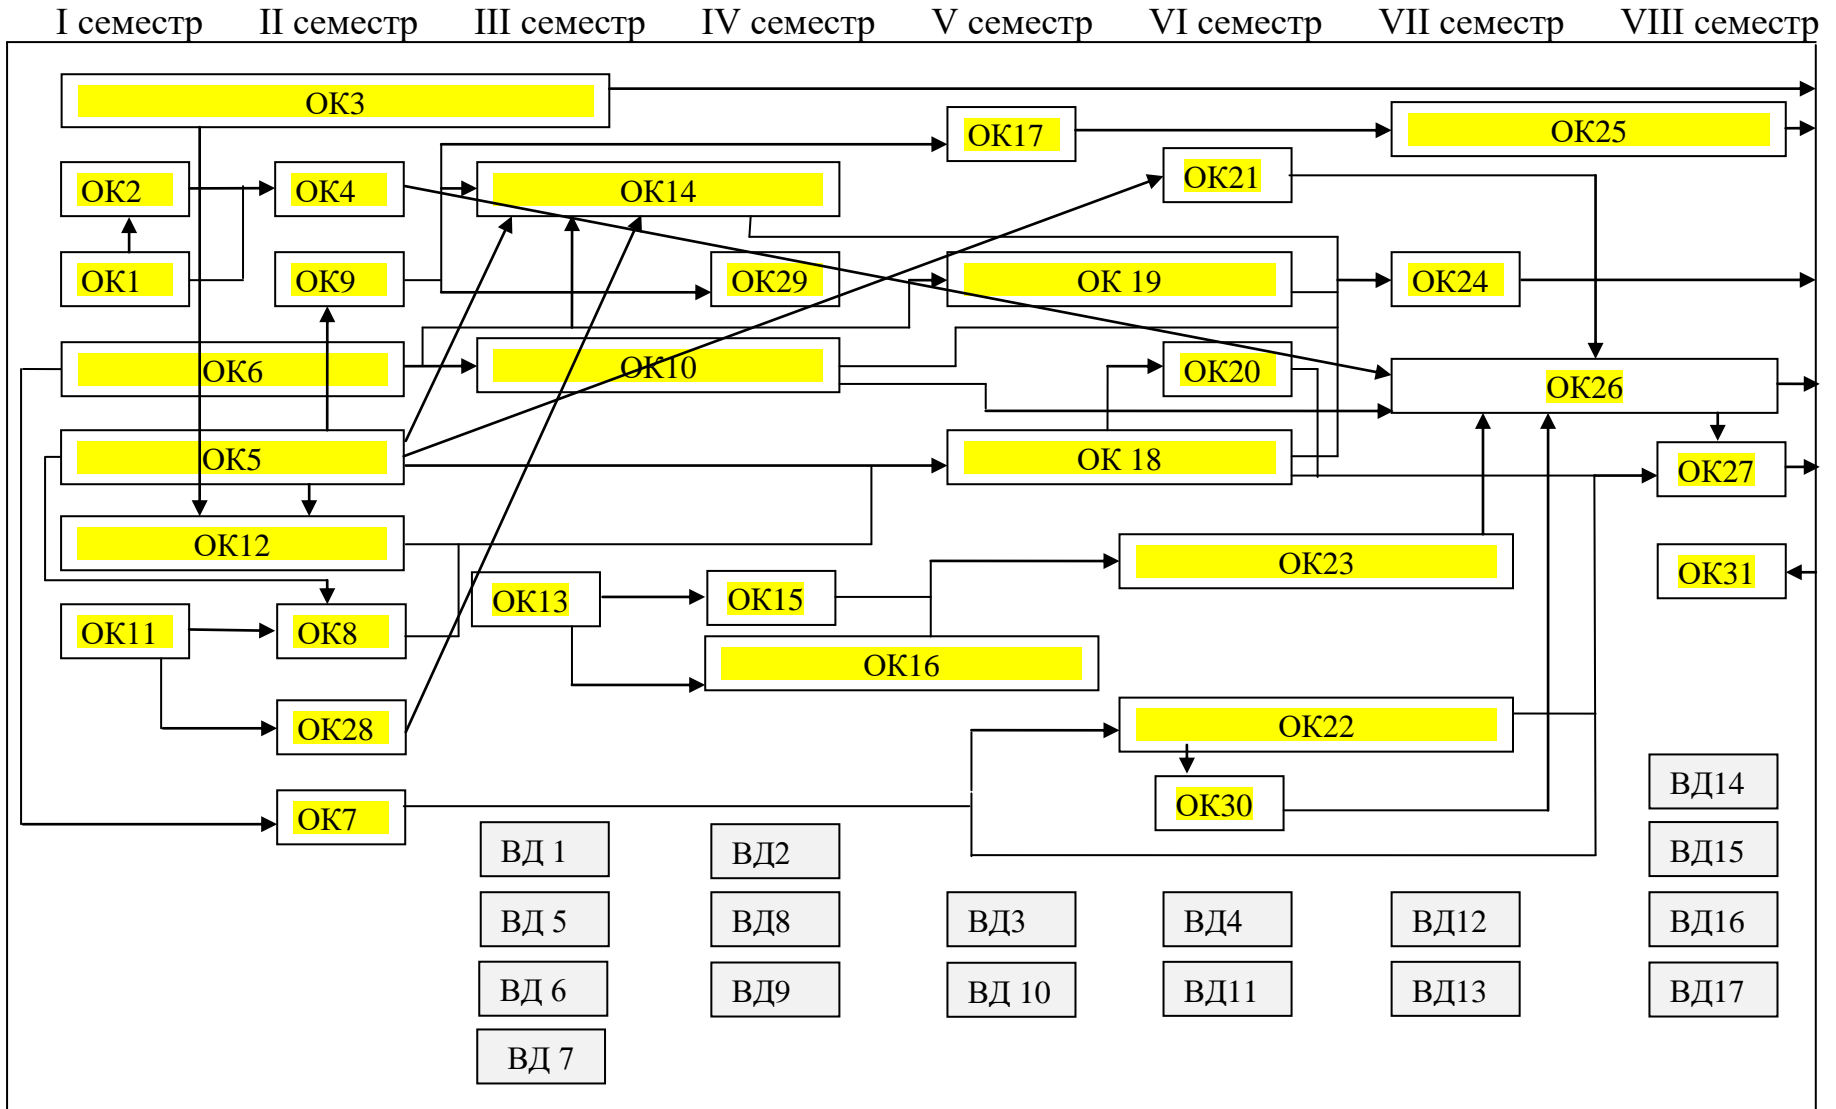 I семестр II семестр III семестр IV семестр V семестр VI семестр VII семестр VIII семестр
ОК3
ОК17
ОК25
ОК2
ОК4
ОК14
ОК21
ОК1
ОК9
ОК29
ОК 19
ОК24
ОК6
ОК10
ОК20
ОК26
ОК5
ОК 18
ОК27
ОК12
ОК23
ОК31
ОК13
ОК15
ОК11
ОК8
ОК16
ОК28
ОК22
ОК7
ОК30
ВД14
ВД 1
ВД2
ВД15
ВД 5
ВД8
ВД3
ВД4
ВД12
ВД16
ВД 6
ВД9
ВД 10
ВД11
ВД13
ВД17
ВД 7